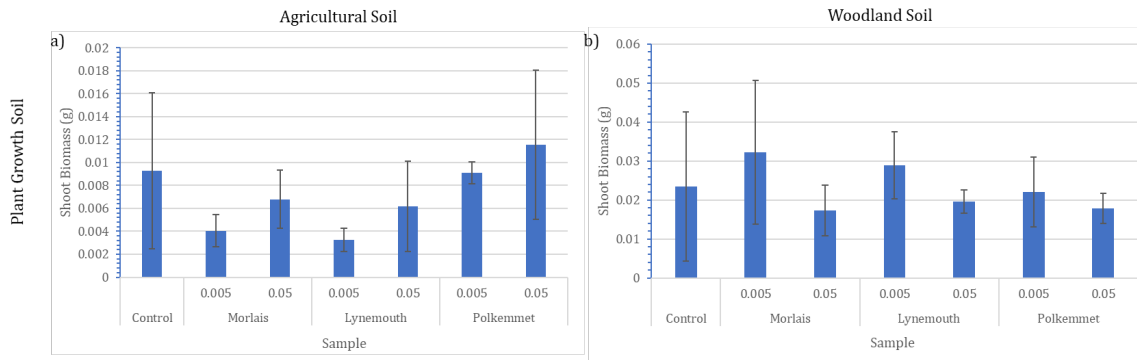 Agricultural Soil
Woodland Soil
Plant Growth Soil
a)
Shoot Biomass (g)
0.02
0.018
0.016
0.014
0.012
0.01
0.008
0.006
0.004
0.002
0
0.005 0.05 0.005 0.05 0.005 0.05
Control Morlais Lynemouth Polkemmet
Sample
b)
Shoot Biomass (g)
0.06
0.05
0.04
0.03
0.02
0.01
0
0.005 0.05 0.005 0.05 0.005 0.05
Control Morlais Lynemouth Polkemmet
Sample